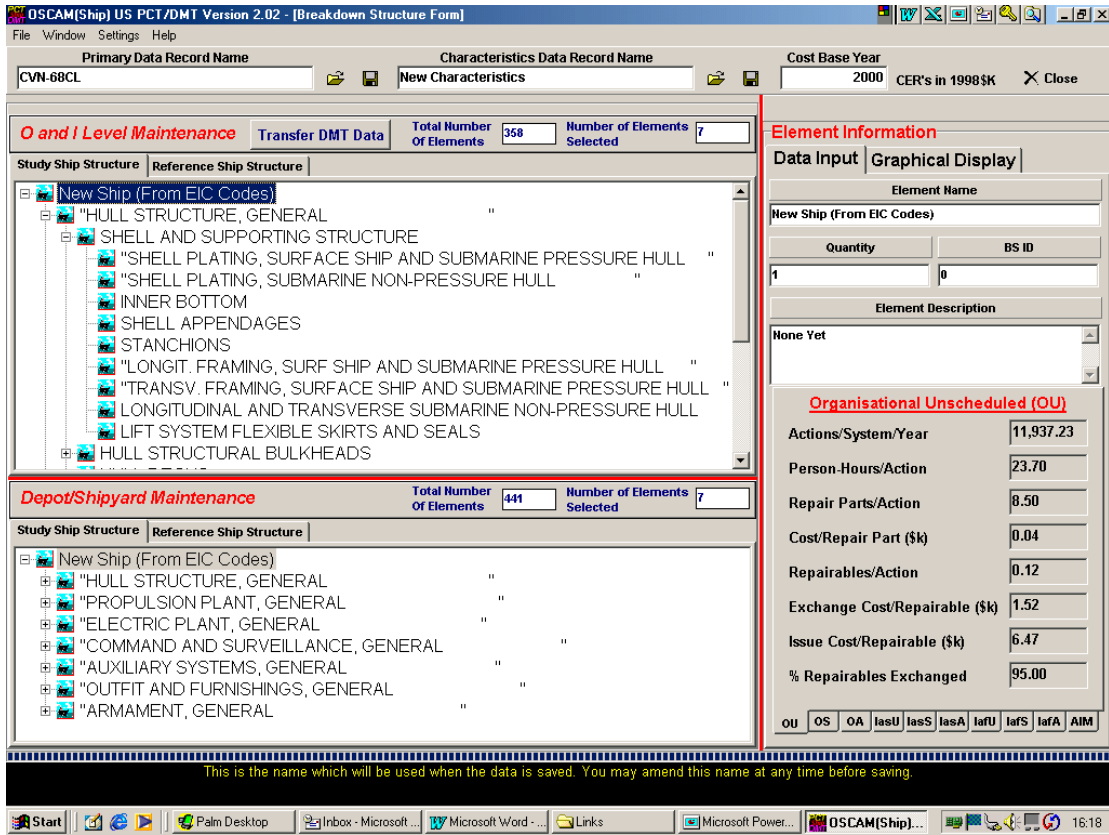 OSCAM(Ship) US PCT/DMT Version 2.02 - [Breakdown Structure Form]
File Window Settings Help
Primary Data Record Name Characteristics Data Record Name Cost Base Year
CVN-68CL New Characteristics 2000 CER's in 1998$K Close
O and I Level Maintenance Transfer DMT Data Total Number Of Elements 358 Number of Elements Selected 7
Study Ship Structure Reference Ship Structure
New Ship (From EIC Codes)
"HULL STRUCTURE, GENERAL "
SHELL AND SUPPORTING STRUCTURE
"SHELL PLATING, SURFACE SHIP AND SUBMARINE PRESSURE HULL "
"SHELL PLATING, SUBMARINE NON-PRESSURE HULL "
INNER BOTTOM
SHELL APPENDAGES
STANCHIONS
"LONGIT. FRAMING, SURF SHIP AND SUBMARINE PRESSURE HULL "
"TRANSV. FRAMING, SURFACE SHIP AND SUBMARINE PRESSURE HULL "
LONGITUDINAL AND TRANSVERSE SUBMARINE NON-PRESSURE HULL
LIFT SYSTEM FLEXIBLE SKIRTS AND SEALS
HULL STRUCTURAL BULKHEADS
Depot/Shipyard Maintenance Total Number Of Elements 441 Number of Elements Selected 7
Study Ship Structure Reference Ship Structure
New Ship (From EIC Codes)
"HULL STRUCTURE, GENERAL "
"PROPULSION PLANT, GENERAL "
"ELECTRIC PLANT, GENERAL "
"COMMAND AND SURVEILLANCE, GENERAL "
"AUXILIARY SYSTEMS, GENERAL "
"OUTFIT AND FURNISHINGS, GENERAL "
"ARMAMENT, GENERAL "
Element Information
Data Input Graphical Display
Element Name
New Ship (From EIC Codes)
Quantity BS ID
1 0
Element Description
None Yet
Organisational Unscheduled (OU)
Actions/System/Year 11,937.23
Person-Hours/Action 23.70
Repair Parts/Action 8.50
Cost/Repair Part ($k) 0.04
Repairables/Action 0.12
Exchange Cost/Repairable ($k) 1.52
Issue Cost/Repairable ($k) 6.47
% Repairables Exchanged 95.00
OU OS OA IasU IasS IasA IafU IafS IafA AIM
This is the name which will be used when the data is saved. You may amend this name at any time before saving.
Start Palm Desktop Inbox - Microsoft ... Microsoft Word - ... Links Microsoft Power... OSCAM(Ship)... 16:18